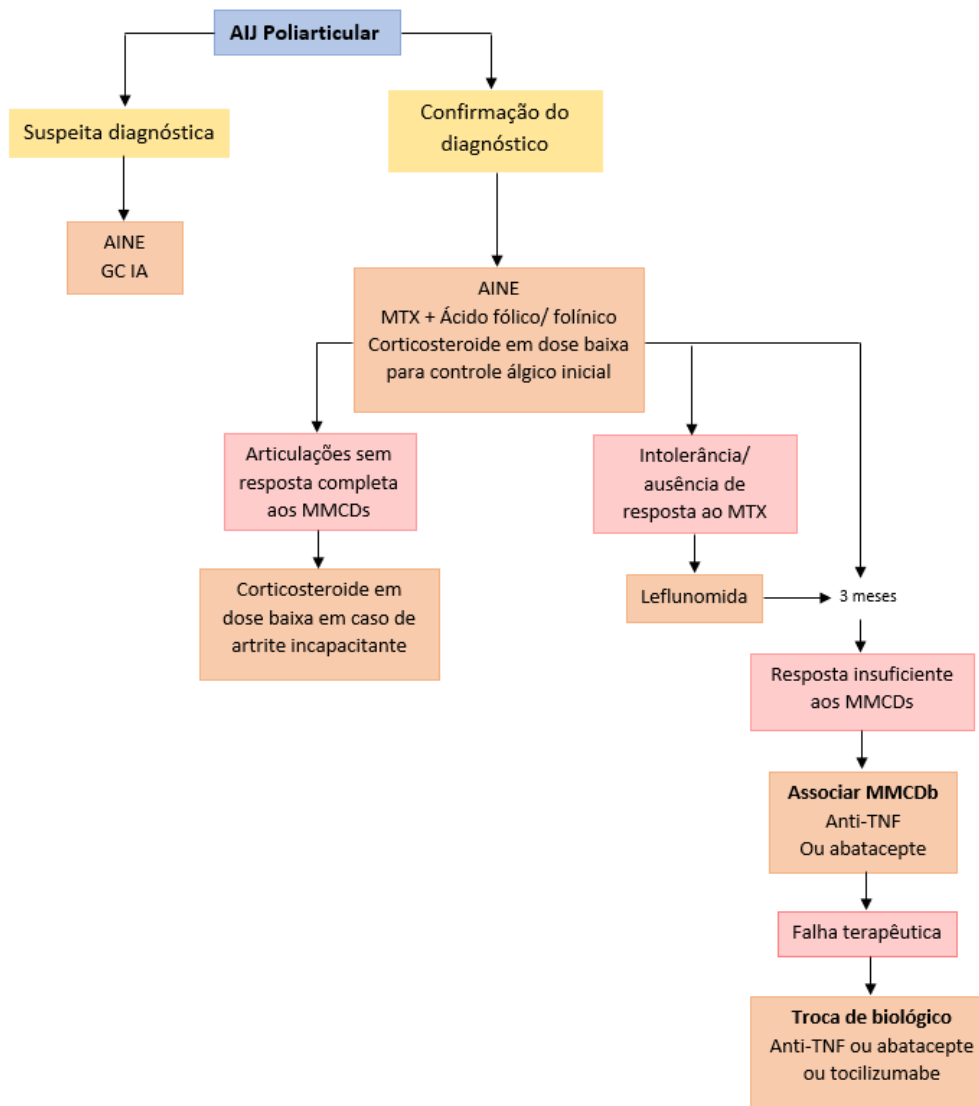 AIJ Poliarticular
Suspeita diagnóstica
Confirmação do
diagnóstico
AINE
GC IA
AINE
MTX + Ácido fólico/ folínico
Corticosteroide em dose baixa
para controle álgico inicial
Articulações sem
resposta completa
aos MMCDs
Intolerância/
ausência de
resposta ao MTX
Corticosteroide em
dose baixa em caso de
artrite incapacitante
Leflunomida
3 meses
Resposta insuficiente
aos MMCDs
Associar MMCDb
Anti-TNF
Ou abatacepte
Falha terapêutica
Troca de biológico
Anti-TNF ou abatacepte
ou tocilizumabe